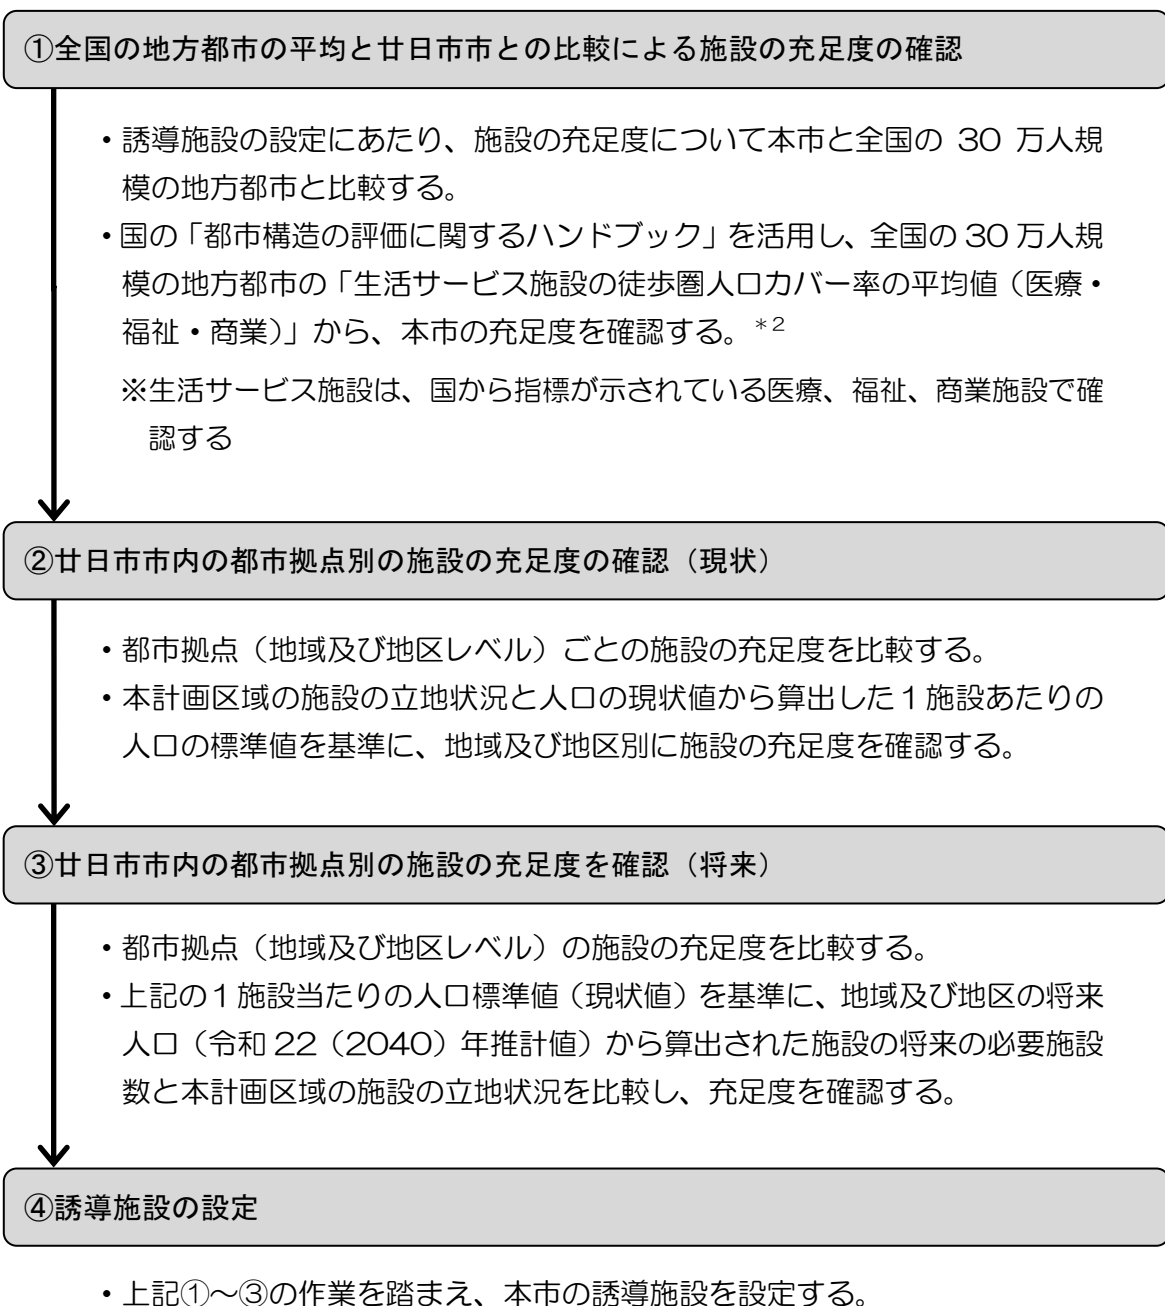 ①全国の地方都市の平均と廿日市市との比較による施設の充足度の確認
・誘導施設の設定にあたり、施設の充足度について本市と全国の 30 万人規
模の地方都市と比較する。
・国の「都市構造の評価に関するハンドブック」を活用し、全国の 30 万人規
模の地方都市の「生活サービス施設の徒歩圏人口カバー率の平均値（医療・
福祉・商業）」から、本市の充足度を確認する。＊２
※生活サービス施設は、国から指標が示されている医療、福祉、商業施設で確
認する
②廿日市市内の都市拠点別の施設の充足度の確認（現状）
・都市拠点（地域及び地区レベル）ごとの施設の充足度を比較する。
・本計画区域の施設の立地状況と人口の現状値から算出した１施設あたりの
人口の標準値を基準に、地域及び地区別に施設の充足度を確認する。
③廿日市市内の都市拠点別の施設の充足度を確認（将来）
・都市拠点（地域及び地区レベル）の施設の充足度を比較する。
・上記の１施設当たりの人口標準値（現状値）を基準に、地域及び地区の将来
人口（令和 22（2040）年推計値）から算出された施設の将来の必要施設
数と本計画区域の施設の立地状況を比較し、充足度を確認する。
④誘導施設の設定
・上記①～③の作業を踏まえ、本市の誘導施設を設定する。